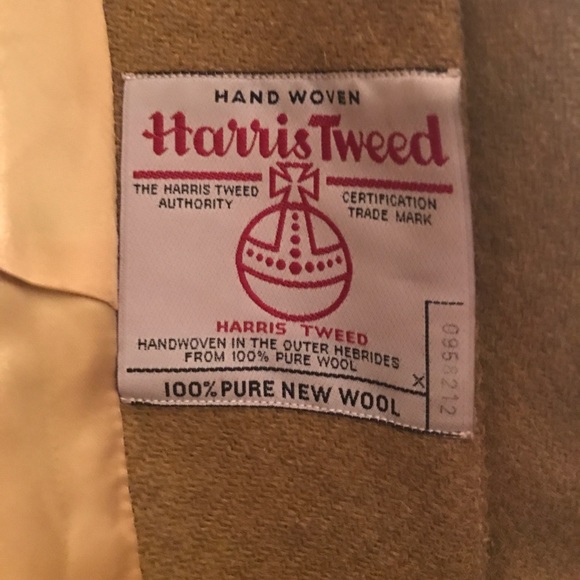 HAND WOVEN
Harris Tweed
THE HARRIS TWEED
AUTHORITY
CERTIFICATION
TRADE MARK
HARRIS TWEED
HANDWOVEN IN THE OUTER HEBRIDES
FROM 100% PURE WOOL
X
100% PURE NEW WOOL
0958212